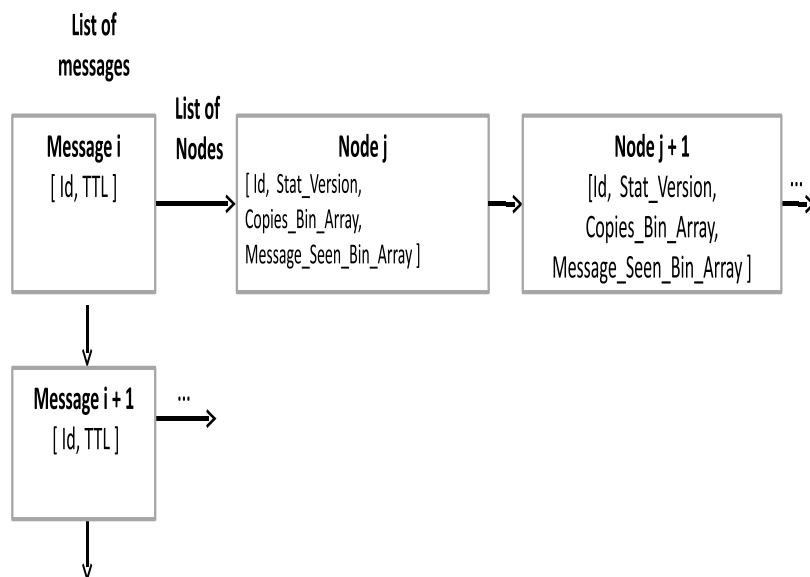 List of
messages
List of
Nodes
Message i
[ Id, TTL ]
Node j
[ Id, Stat_Version,
Copies_Bin_Array,
Message_Seen_Bin_Array ]
Node j + 1
[Id, Stat_Version,
Copies_Bin_Array,
Message_Seen_Bin_Array ]
...
Message i + 1
[ Id, TTL ]
...